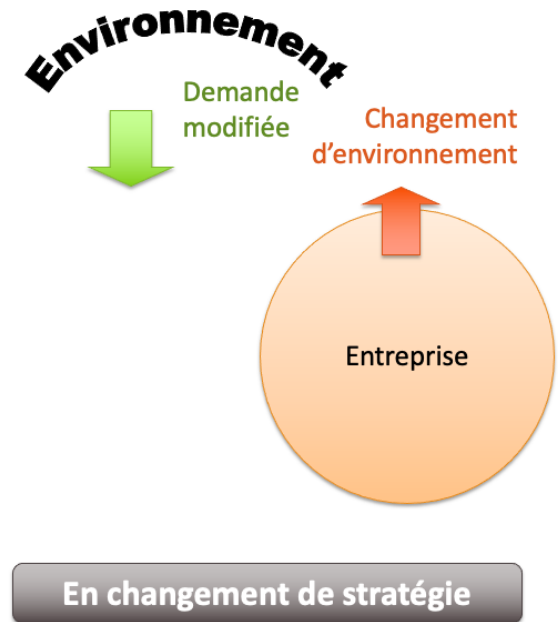 Environnement
Demande
modifiée
Changement
d’environnement
Entreprise
En changement de stratégie